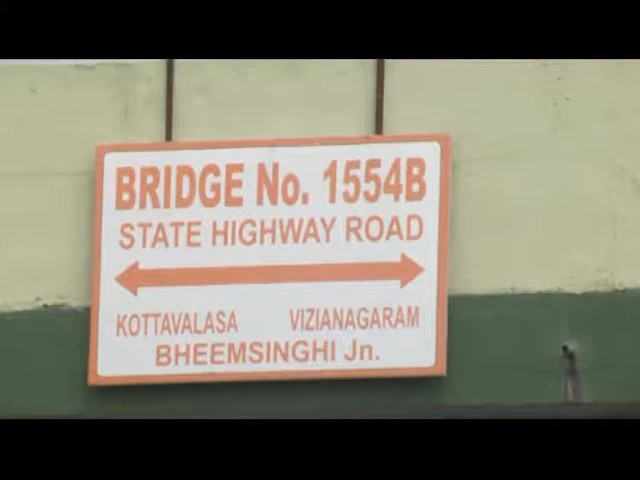 BRIDGE No. 1554B
STATE HIGHWAY ROAD
KOTTAVALASA VIZIANAGARAM
BHEEMSINGHI Jn.